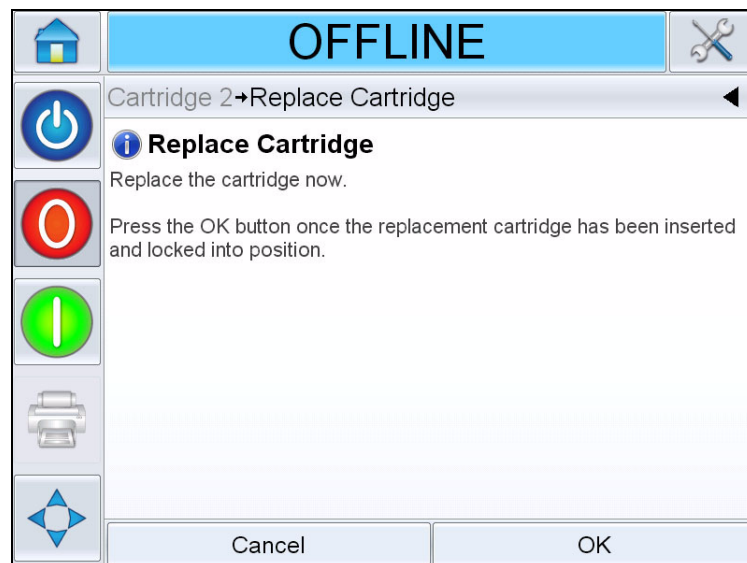 OFFLINE
Cartridge 2→Replace Cartridge
Replace Cartridge
Replace the cartridge now.
Press the OK button once the replacement cartridge has been inserted
and locked into position.
Cancel
OK